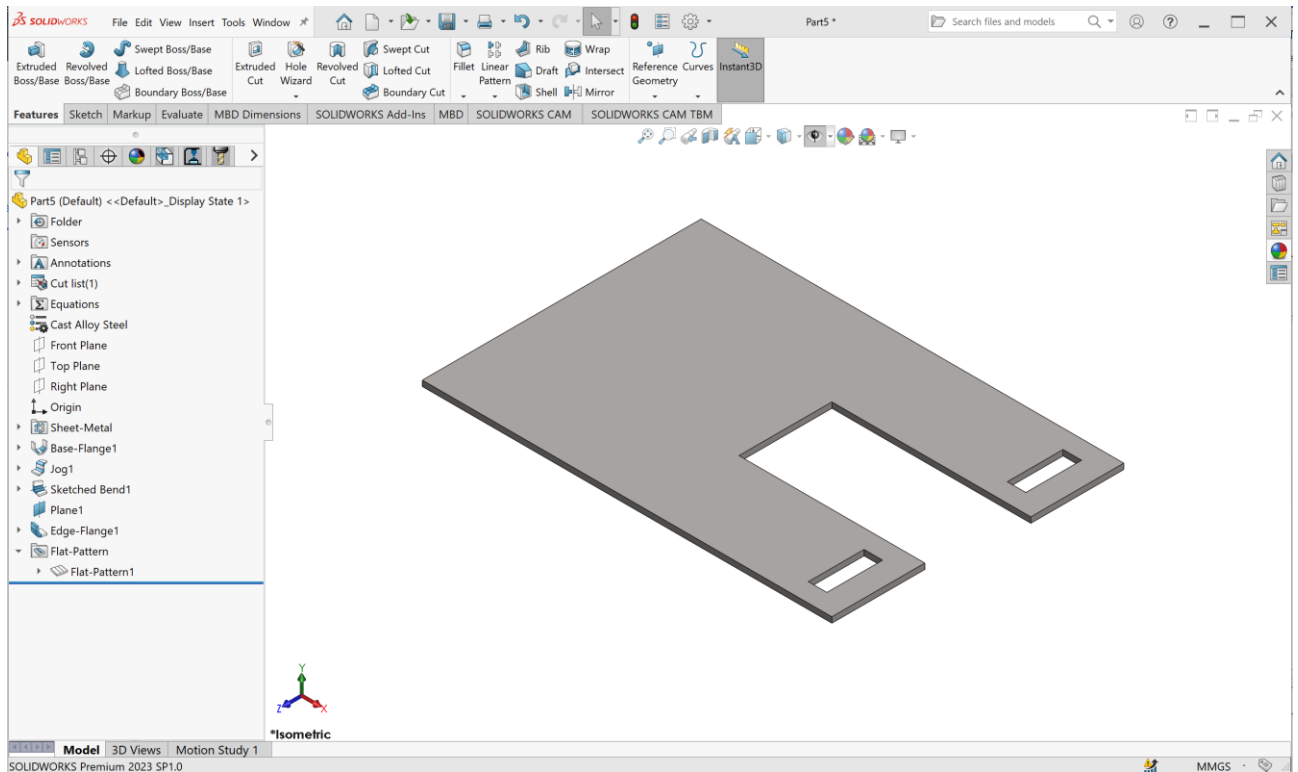 SOLIDWORKS File Edit View Insert Tools Window Part5 * Search files and models
Extruded Boss/Base Revolved Boss/Base Swept Boss/Base Lofted Boss/Base Boundary Boss/Base Extruded Cut Hole Wizard Revolved Cut Swept Cut Lofted Cut Boundary Cut Fillet Linear Pattern Rib Draft Shell Wrap Intersect Mirror Reference Geometry Curves Instant3D
Features Sketch Markup Evaluate MBD Dimensions SOLIDWORKS Add-Ins MBD SOLIDWORKS CAM SOLIDWORKS CAM TBM
Part5 (Default) <<Default>_Display State 1>
Folder
Sensors
Annotations
Cut list(1)
Equations
Cast Alloy Steel
Front Plane
Top Plane
Right Plane
Origin
Sheet-Metal
Base-Flange1
Jog1
Sketched Bend1
Plane1
Edge-Flange1
Flat-Pattern
Flat-Pattern1
Y
Z X
*Isometric
Model 3D Views Motion Study 1
SOLIDWORKS Premium 2023 SP1.0 MMGS